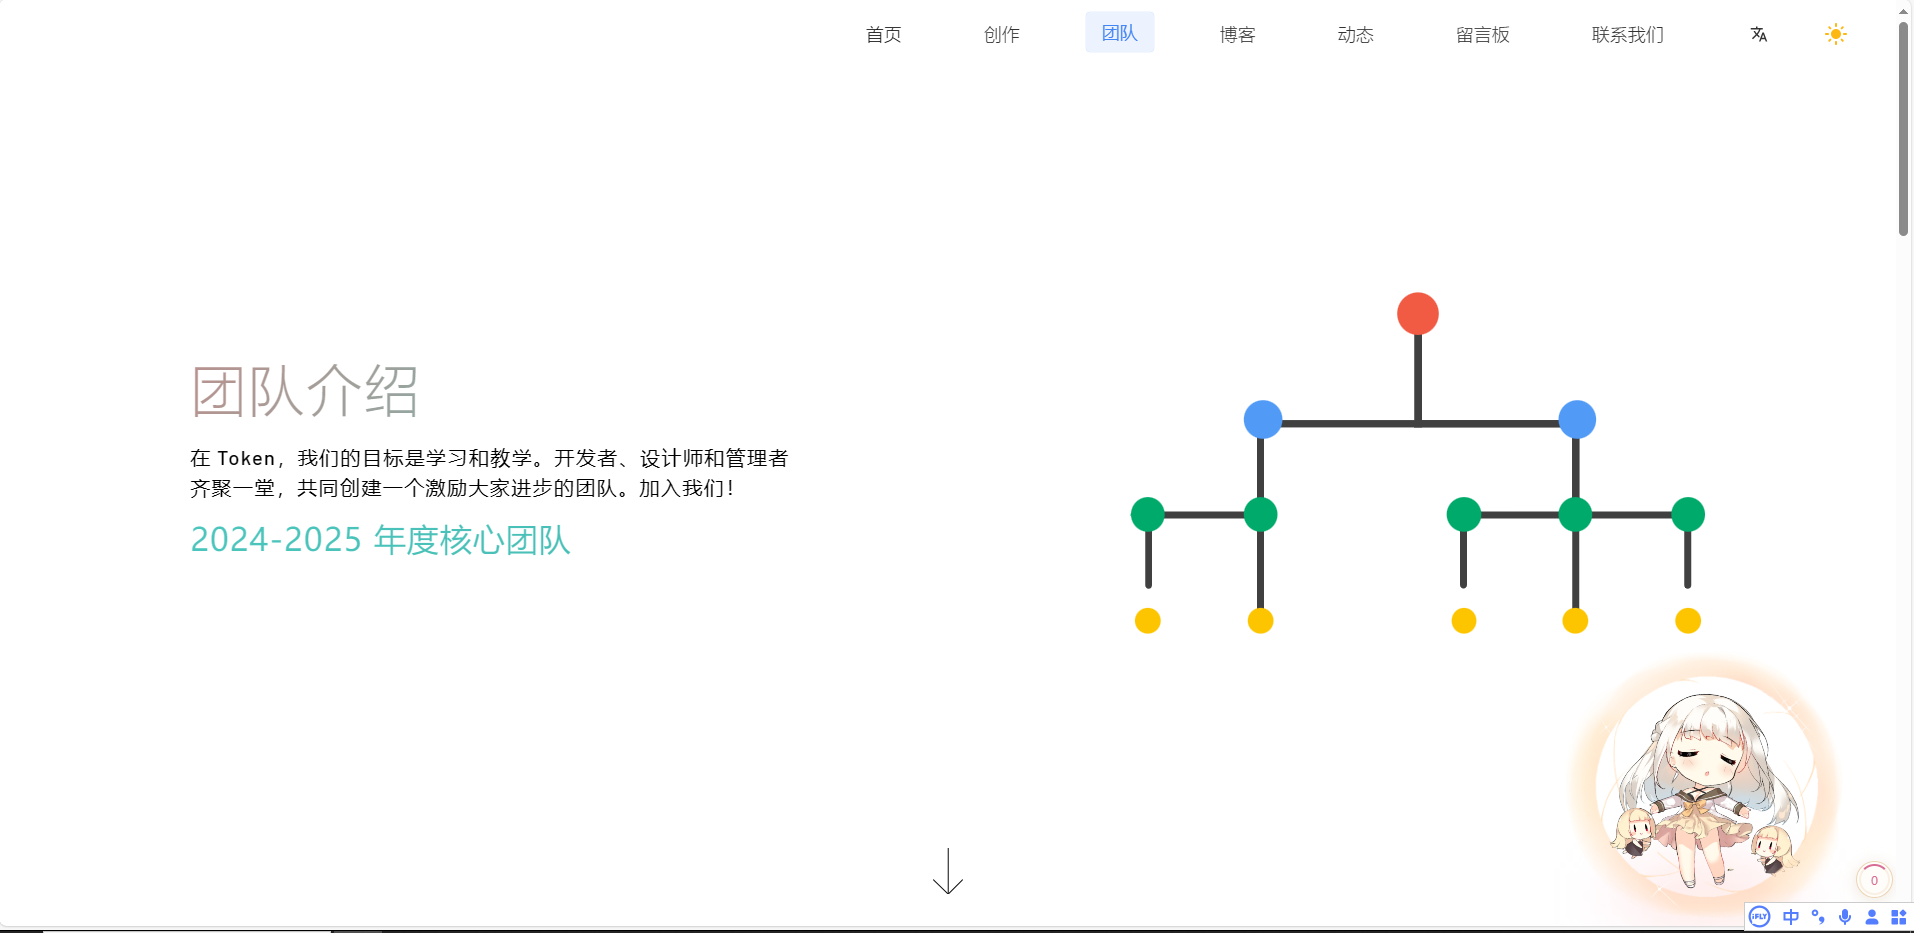 首页
创作
团队
博客
动态
留言板
联系我们
团队介绍
在 Token，我们的目标是学习和教学。开发者、设计师和管理者
齐聚一堂，共同创建一个激励大家进步的团队。加入我们！
2024-2025 年度核心团队
0
iFLY
中